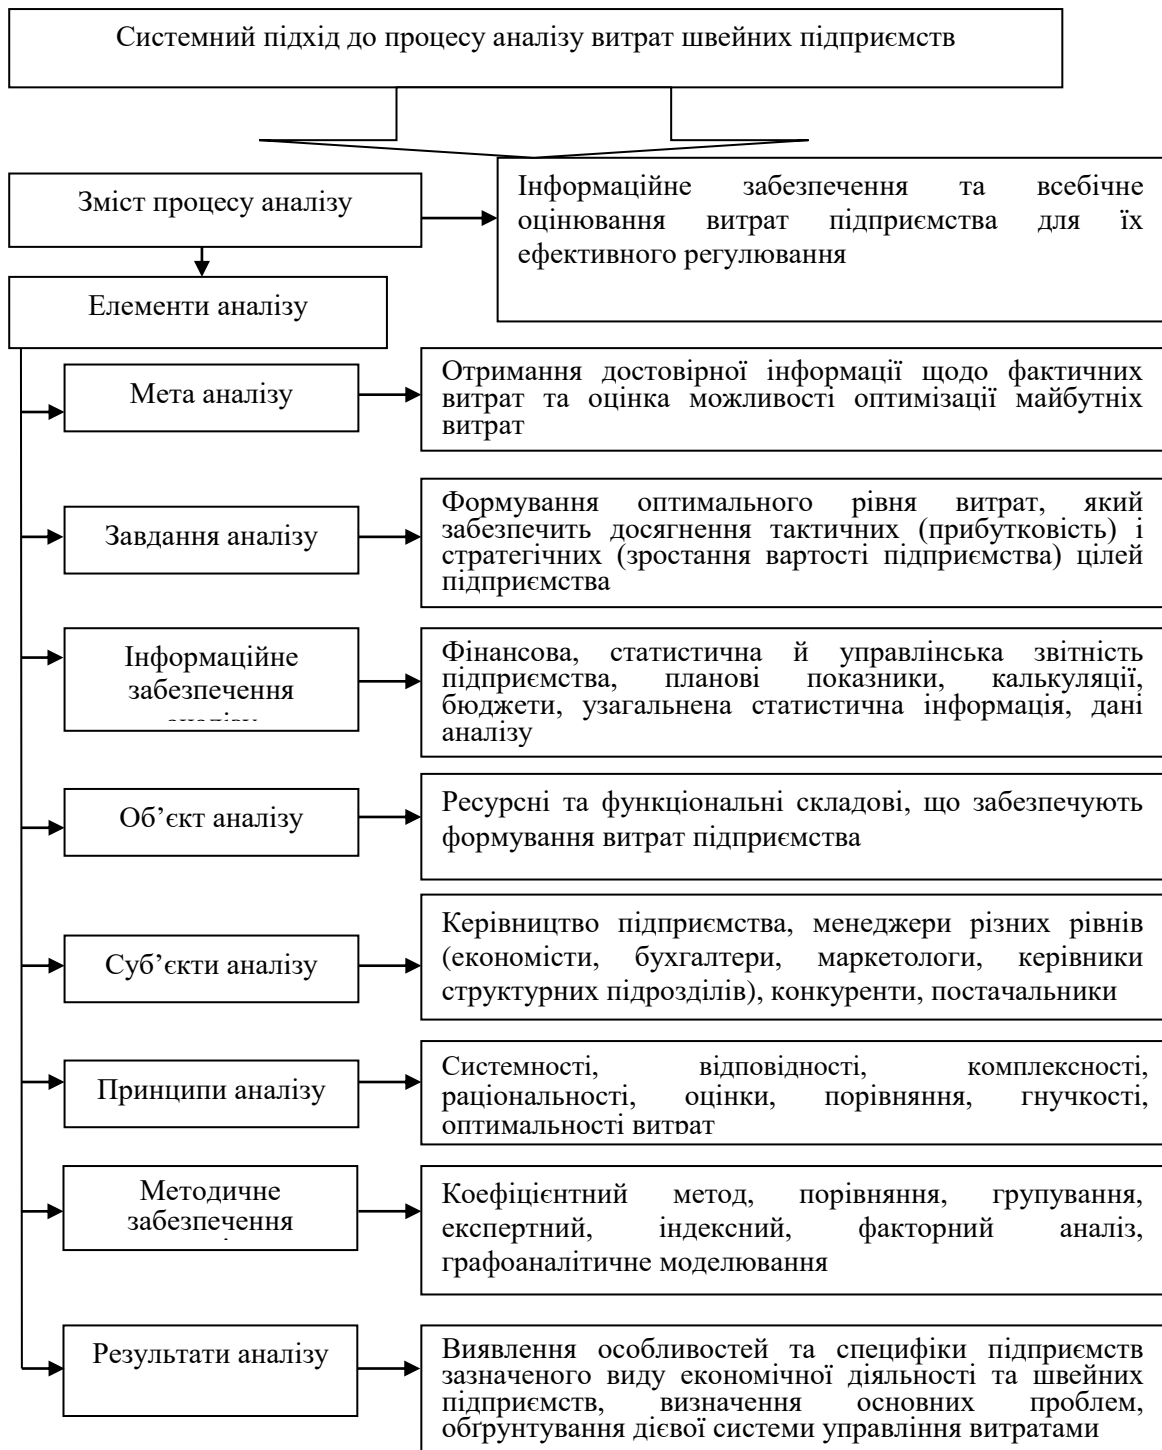 Системний підхід до процесу аналізу витрат швейних підприємств
Зміст процесу аналізу
Інформаційне забезпечення та всебічне
оцінювання витрат підприємства для їх
ефективного регулювання
Елементи аналізу
Мета аналізу
Отримання достовірної інформації щодо фактичних
витрат та оцінка можливості оптимізації майбутніх
витрат
Завдання аналізу
Формування оптимального рівня витрат, який
забезпечить досягнення тактичних (прибутковість) і
стратегічних (зростання вартості підприємства) цілей
підприємства
Інформаційне
забезпечення
Фінансова, статистична й управлінська звітність
підприємства, планові показники, калькуляції,
бюджети, узагальнена статистична інформація, дані
аналізу
Об’єкт аналізу
Ресурсні та функціональні складові, що забезпечують
формування витрат підприємства
Суб’єкти аналізу
Керівництво підприємства, менеджери різних рівнів
(економісти, бухгалтери, маркетологи, керівники
структурних підрозділів), конкуренти, постачальники
Принципи аналізу
Системності, відповідності, комплексності,
раціональності, оцінки, порівняння, гнучкості,
оптимальності витрат
Методичне
забезпечення
Коефіцієнтний метод, порівняння, групування,
експертний, індексний, факторний аналіз,
графоаналітичне моделювання
Результати аналізу
Виявлення особливостей та специфіки підприємств
зазначеного виду економічної діяльності та швейних
підприємств, визначення основних проблем,
обґрунтування дієвої системи управління витратами